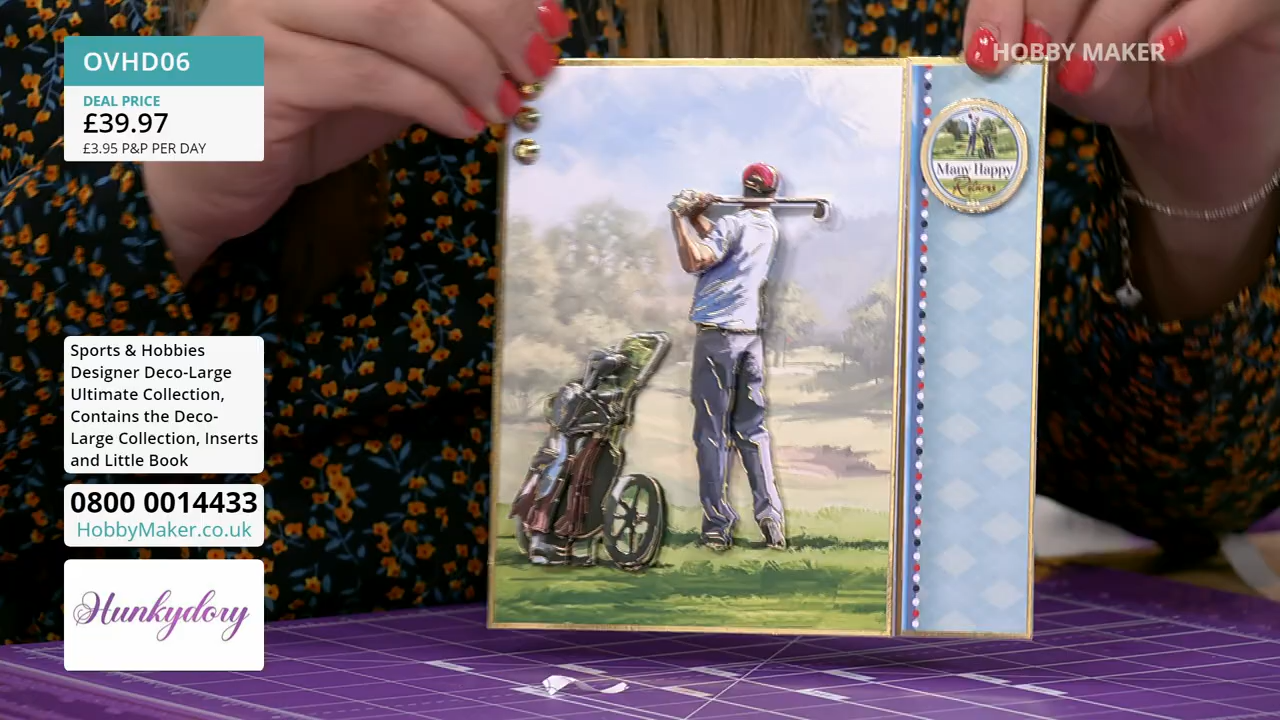 OVHD06
DEAL PRICE
£39.97
£3.95 P&P PER DAY
HOBBY MAKER
Many Happy
Returns
Sports & Hobbies
Designer Deco-Large
Ultimate Collection,
Contains the Deco-
Large Collection, Inserts
and Little Book
0800 0014433
HobbyMaker.co.uk
Hunkydory